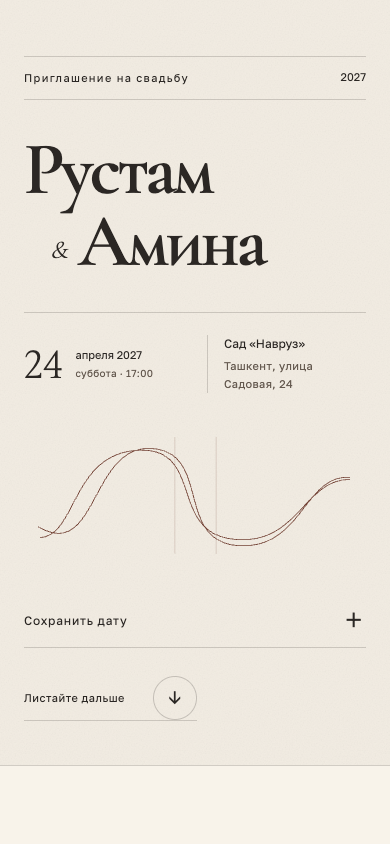 Приглашение на свадьбу 2027
Рустам
& Амина
24 апреля 2027
суббота · 17:00
Сад «Навруз»
Ташкент, улица
Садовая, 24
Сохранить дату +
Листайте дальше